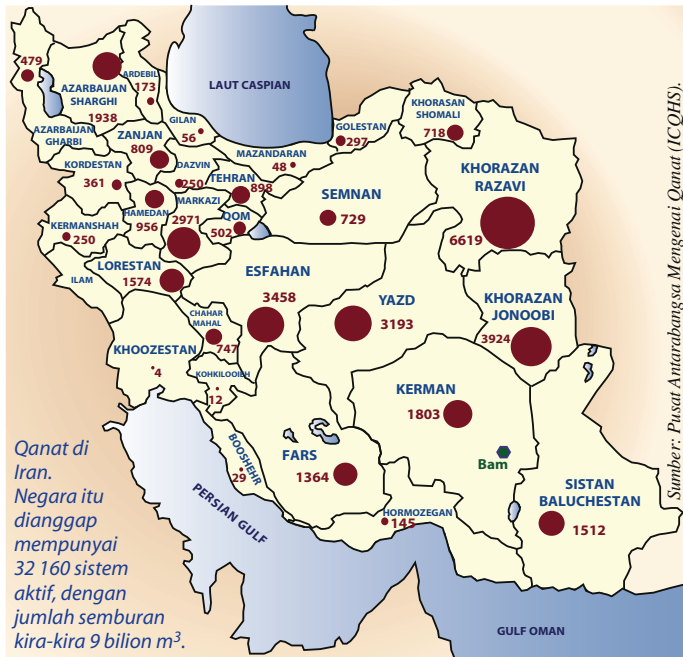 479
AZARBAIJAN
SHARGHI
1938
ARDEBIL
173
LAUT CASPIAN
KHORASAN
SHOMALI
718
GILAN
56
GOLESTAN
297
AZARBAIJAN
GHARBI
ZANJAN
809
MAZANDARAN
48
KORDESTAN
361
DAZVIN
250
TEHRAN
898
KHORAZAN
RAZAVI
6619
HAMEDAN
956
MARKAZI
2971
QOM
502
SEMNAN
729
KERMANSHAH
250
ILAM
LORESTAN
1574
ESFAHAN
3458
YAZD
3193
KHORAZAN
JONOOBI
3924
CHAHAR
MAHAL
747
KHOOZESTAN
4
KOHKILOOIEH
12
KERMAN
1803
Bam
BOOSHEHR
29
FARS
1364
SISTAN
BALUCHESTAN
1512
HORMOZEGAN
145
PERSIAN GULF
GULF OMAN
Qanat di
Iran.
Negara itu
dianggap
mempunyai
32 160 sistem
aktif, dengan
jumlah semburan
kira-kira 9 bilion m³.
Sumber: Pusat Antarabangsa Mengenai Qanat (ICQHS).